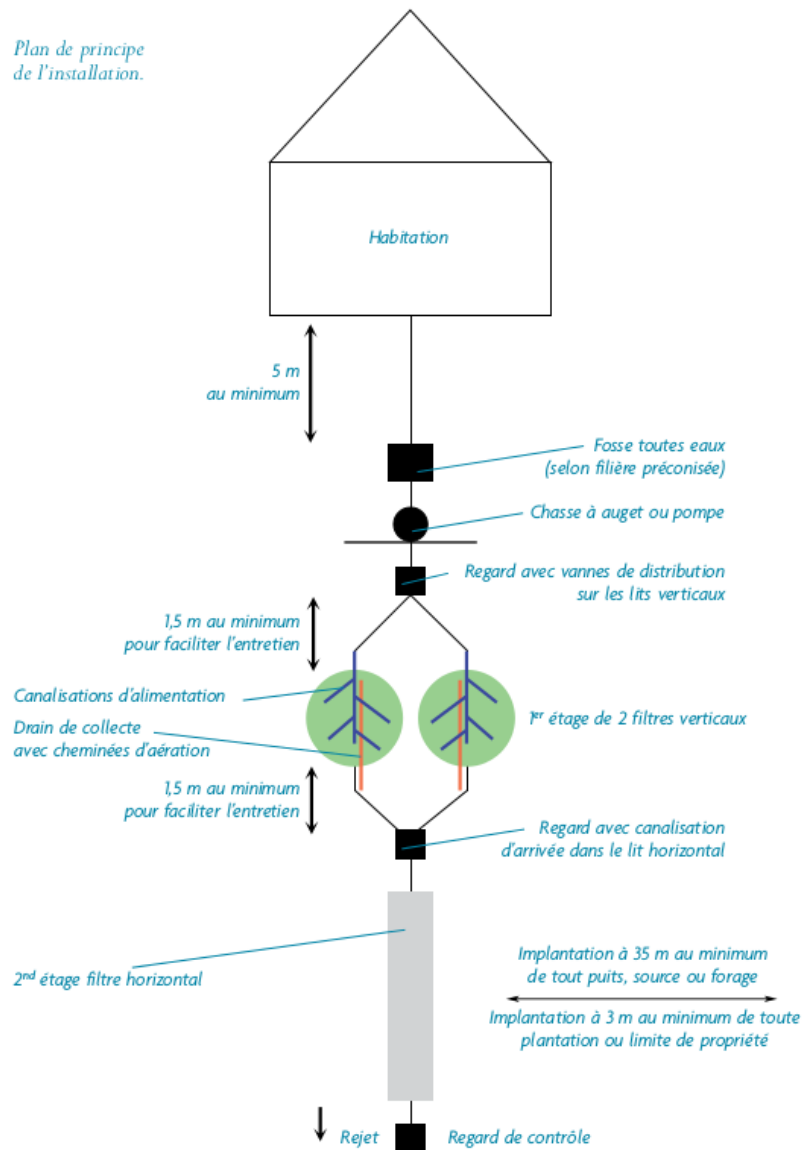 Plan de principe
de l'installation.
Habitation
5 m
au minimum
Fosse toutes eaux
(selon filière préconisée)
Chasse à auget ou pompe
Regard avec vannes de distribution
sur les lits verticaux
1,5 m au minimum
pour faciliter l'entretien
Canalisations d'alimentation
Drain de collecte
avec cheminées d'aération
1er étage de 2 filtres verticaux
1,5 m au minimum
pour faciliter l'entretien
Regard avec canalisation
d'arrivée dans le lit horizontal
2nd étage filtre horizontal
Implantation à 35 m au minimum
de tout puits, source ou forage
Implantation à 3 m au minimum de toute
plantation ou limite de propriété
Rejet
Regard de contrôle